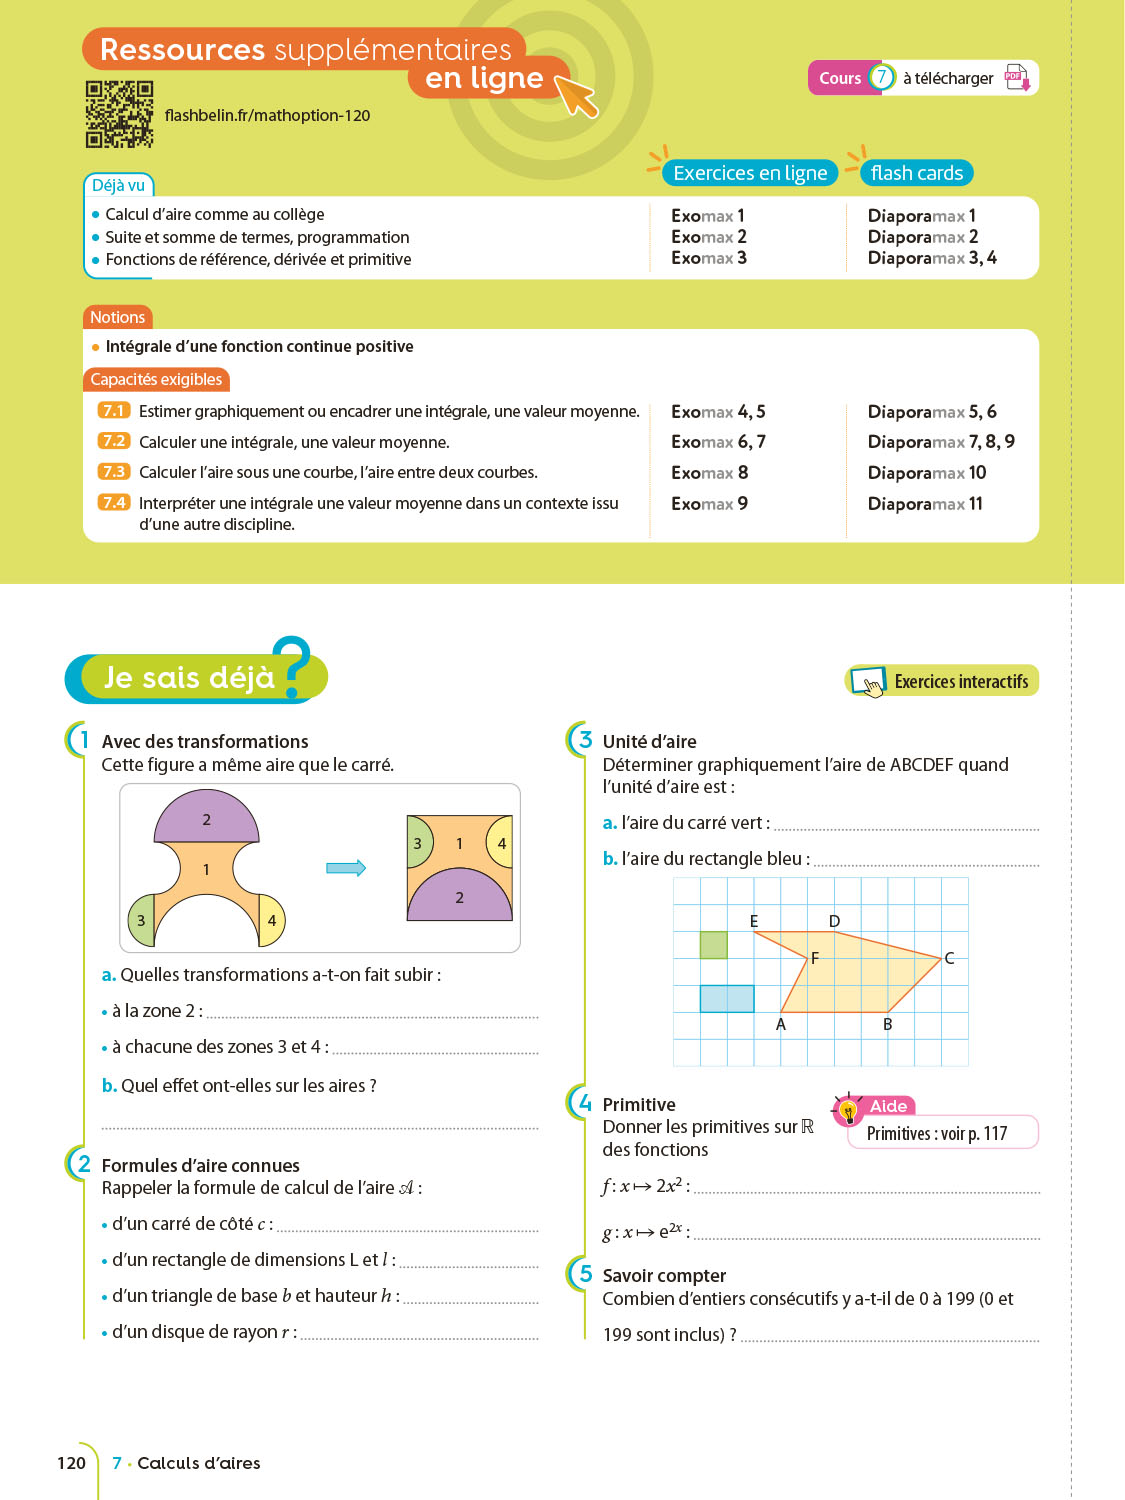 Ressources supplémentaires
en ligne
flashbelin.fr/mathoption-120
Cours 7 à télécharger PDF
Exercices en ligne
flash cards
Déjà vu
• Calcul d'aire comme au collège
Exomax 1
Diaporamax 1
• Suite et somme de termes, programmation
Exomax 2
Diaporamax 2
• Fonctions de référence, dérivée et primitive
Exomax 3
Diaporamax 3, 4
Notions
• Intégrale d'une fonction continue positive
Capacités exigibles
7.1 Estimer graphiquement ou encadrer une intégrale, une valeur moyenne.
Exomax 4, 5
Diaporamax 5, 6
7.2 Calculer une intégrale, une valeur moyenne.
Exomax 6, 7
Diaporamax 7, 8, 9
7.3 Calculer l'aire sous une courbe, l'aire entre deux courbes.
Exomax 8
Diaporamax 10
7.4 Interpréter une intégrale une valeur moyenne dans un contexte issu
d'une autre discipline.
Exomax 9
Diaporamax 11
Je sais déjà ?
Exercices interactifs
1 Avec des transformations
Cette figure a même aire que le carré.
2
1
3
4
3
1
4
2
a. Quelles transformations a-t-on fait subir :
• à la zone 2 :
• à chacune des zones 3 et 4 :
b. Quel effet ont-elles sur les aires ?
2 Formules d'aire connues
Rappeler la formule de calcul de l'aire 𝒜 :
• d'un carré de côté c :
• d'un rectangle de dimensions L et l :
• d'un triangle de base b et hauteur h :
• d'un disque de rayon r :
3 Unité d'aire
Déterminer graphiquement l'aire de ABCDEF quand
l'unité d'aire est :
a. l'aire du carré vert :
b. l'aire du rectangle bleu :
E
D
F
C
A
B
4 Primitive
Donner les primitives sur ℝ
des fonctions
Aide
Primitives : voir p. 117
f : x ↦ 2x² :
g : x ↦ e²ˣ :
5 Savoir compter
Combien d'entiers consécutifs y a-t-il de 0 à 199 (0 et
199 sont inclus) ?
120
7 • Calculs d'aires